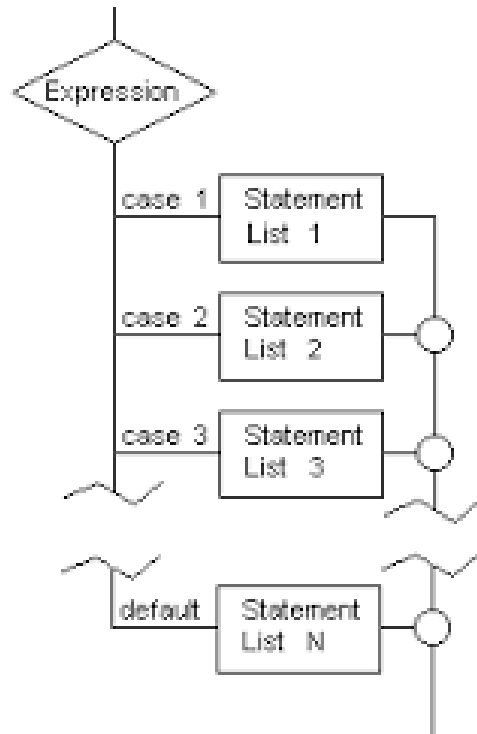 Expression
case 1
Statement
List 1
case 2
Statement
List 2
case 3
Statement
List 3
default
Statement
List N